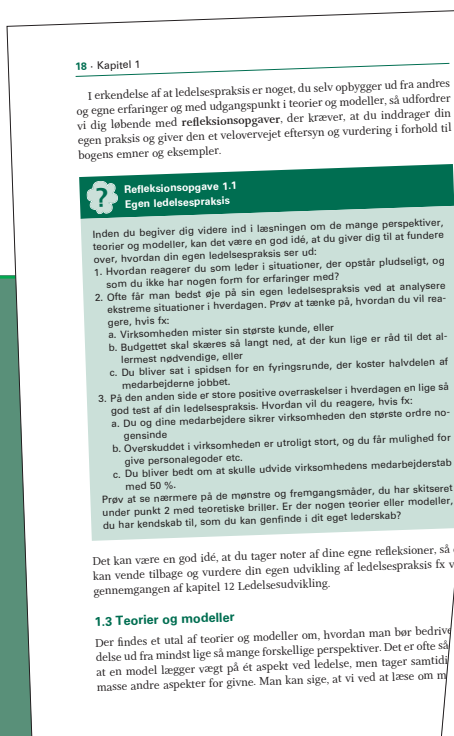 18 · Kapitel 1
I erkendelse af at ledelsespraksis er noget, du selv opbygger ud fra andres
og egne erfaringer og med udgangspunkt i teorier og modeller, så udfordrer
vi dig løbende med refleksionsopgaver, der kræver, at du inddrager din
egen praksis og giver den et velovervejet eftersyn og vurdering i forhold til
bogens emner og eksempler.
?
Refleksionsopgave 1.1
Egen ledelsespraksis
Inden du begiver dig videre ind i læsningen om de mange perspektiver,
teorier og modeller, kan det være en god idé, at du giver dig til at fundere
over, hvordan din egen ledelsespraksis ser ud:
1. Hvordan reagerer du som leder i situationer, der opstår pludseligt, og
som du ikke har nogen form for erfaringer med?
2. Ofte får man bedst øje på sin egen ledelsespraksis ved at analysere
ekstreme situationer i hverdagen. Prøv at tænke på, hvordan du vil rea-
gere, hvis fx:
a. Virksomheden mister sin største kunde, eller
b. Budgettet skal skæres så langt ned, at der kun lige er råd til det al-
lermest nødvendige, eller
c. Du bliver sat i spidsen for en fyringsrunde, der koster halvdelen af
medarbejderne jobbet.
3. På den anden side er store positive overraskelser i hverdagen en lige så
god test af din ledelsespraksis. Hvordan vil du reagere, hvis fx:
a. Du og dine medarbejdere sikrer virksomheden den største ordre no-
gensinde
b. Overskuddet i virksomheden er utroligt stort, og du får mulighed for
give personalegoder etc.
c. Du bliver bedt om at skulle udvide virksomhedens medarbejderstab
med 50 %.
Prøv at se nærmere på de mønstre og fremgangsmåder, du har skitseret
under punkt 2 med teoretiske briller. Er der nogen teorier eller modeller,
du har kendskab til, som du kan genfinde i dit eget lederskab?
Det kan være en god idé, at du tager noter af dine egne refleksioner, så
kan vende tilbage og vurdere din egen udvikling af ledelsespraksis fx v
gennemgangen af kapitel 12 Ledelsesudvikling.
1.3 Teorier og modeller
Der findes et utal af teorier og modeller om, hvordan man bør bedrive
delse ud fra mindst lige så mange forskellige perspektiver. Det er ofte så
at en model lægger vægt på ét aspekt ved ledelse, men tager samtidi
masse andre aspekter for givne. Man kan sige, at vi ved at læse om m